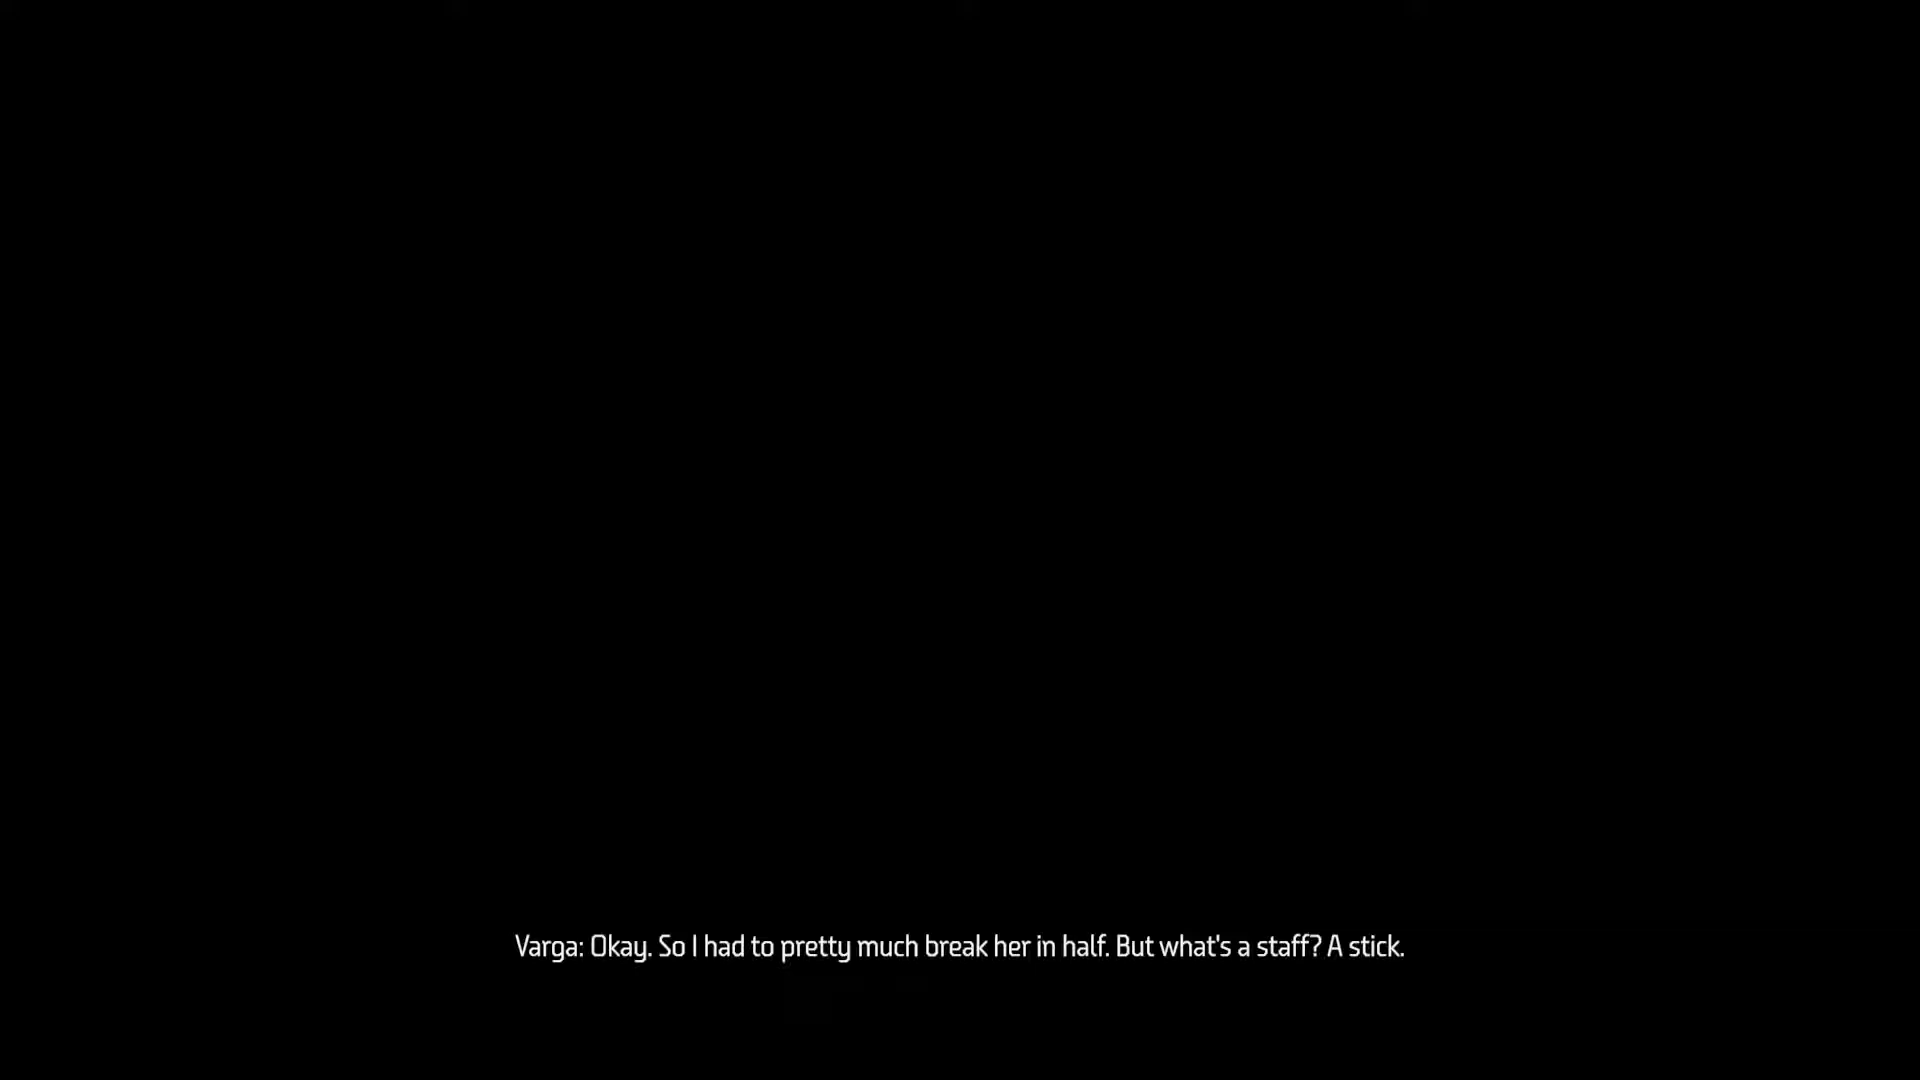 Varga: Okay. So I had to pretty much break her in half. But what's a staff? A stick.